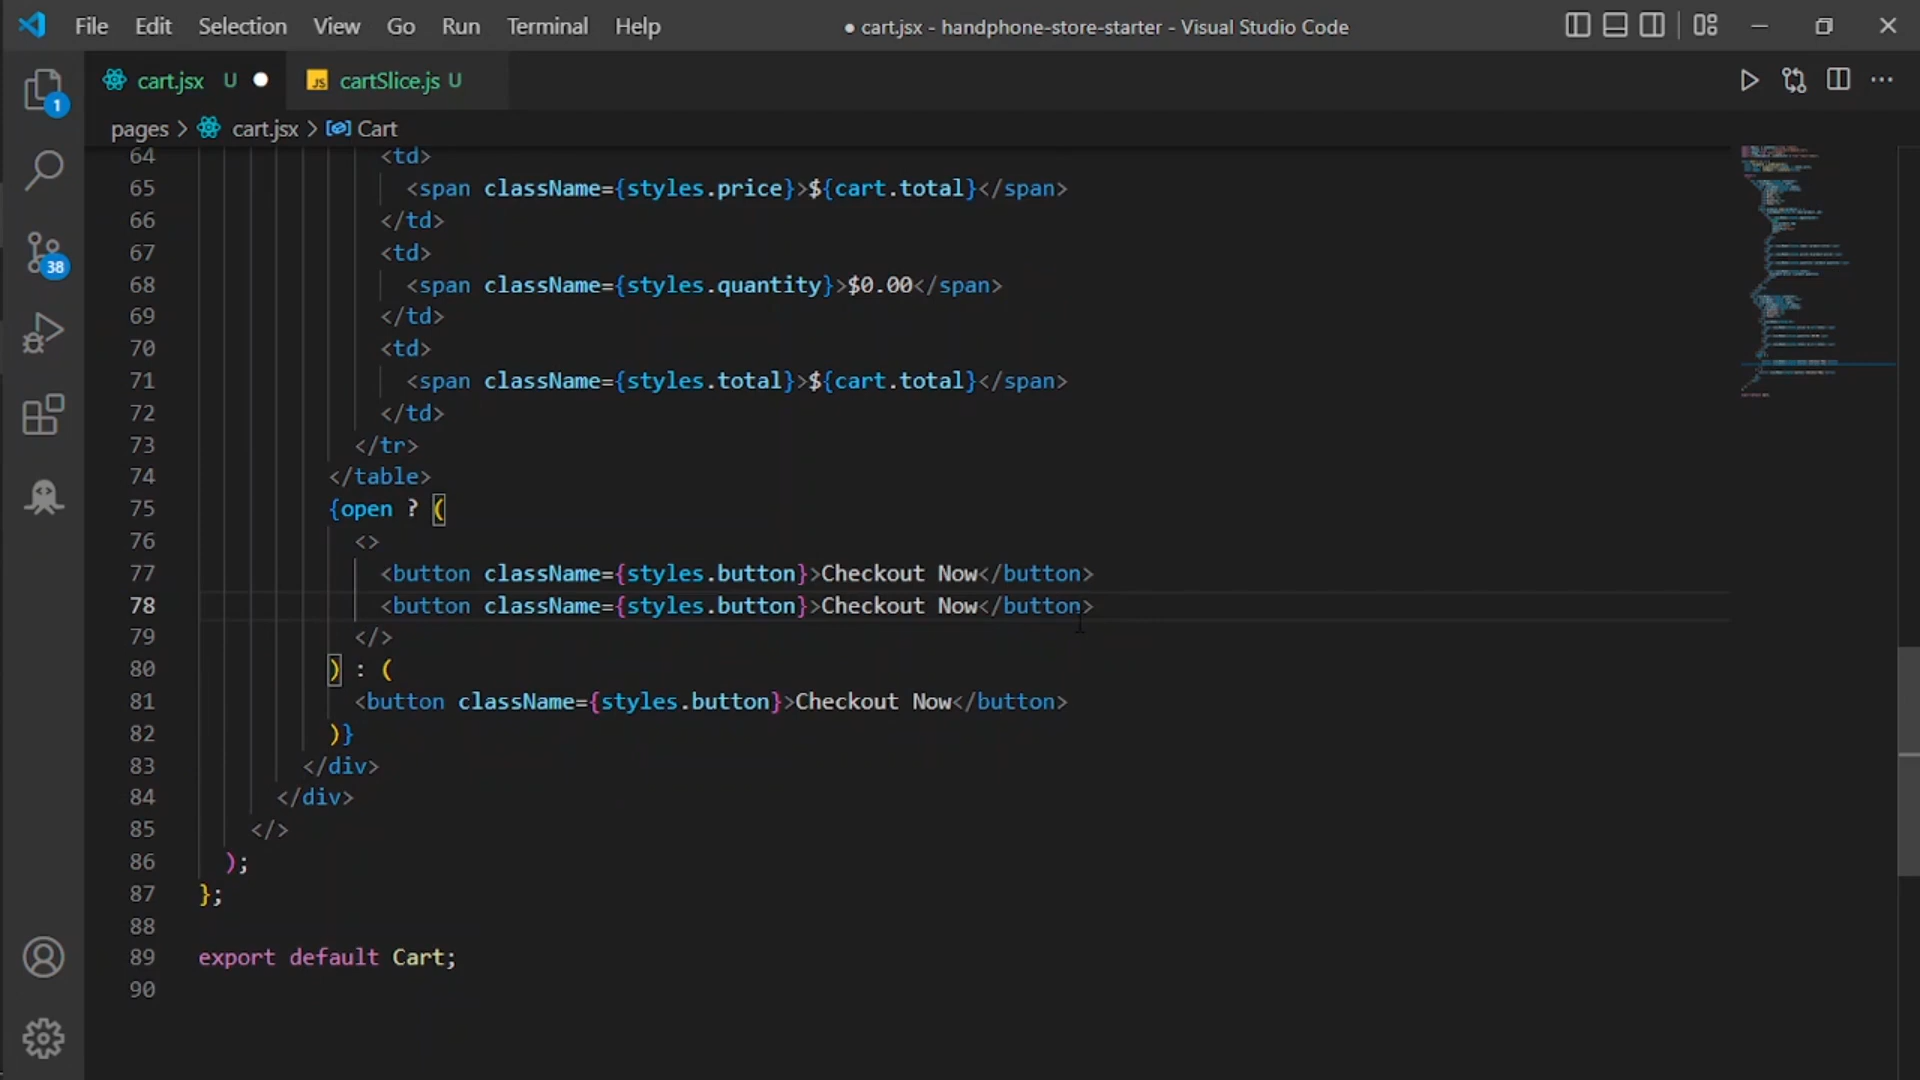 File Edit Selection View Go Run Terminal Help ● cart.jsx - handphone-store-starter - Visual Studio Code
cart.jsx U ● JS cartSlice.js U
pages > cart.jsx > Cart
1
38
64 <td>
65 <span className={styles.price}>${cart.total}</span>
66 </td>
67 <td>
68 <span className={styles.quantity}>$0.00</span>
69 </td>
70 <td>
71 <span className={styles.total}>${cart.total}</span>
72 </td>
73 </tr>
74 </table>
75 {open ? (
76 <>
77 <button className={styles.button}>Checkout Now</button>
78 <button className={styles.button}>Checkout Now</button>
79 </>
80 ) : (
81 <button className={styles.button}>Checkout Now</button>
82 )}
83 </div>
84 </div>
85 </>
86 );
87 };
88
89 export default Cart;
90